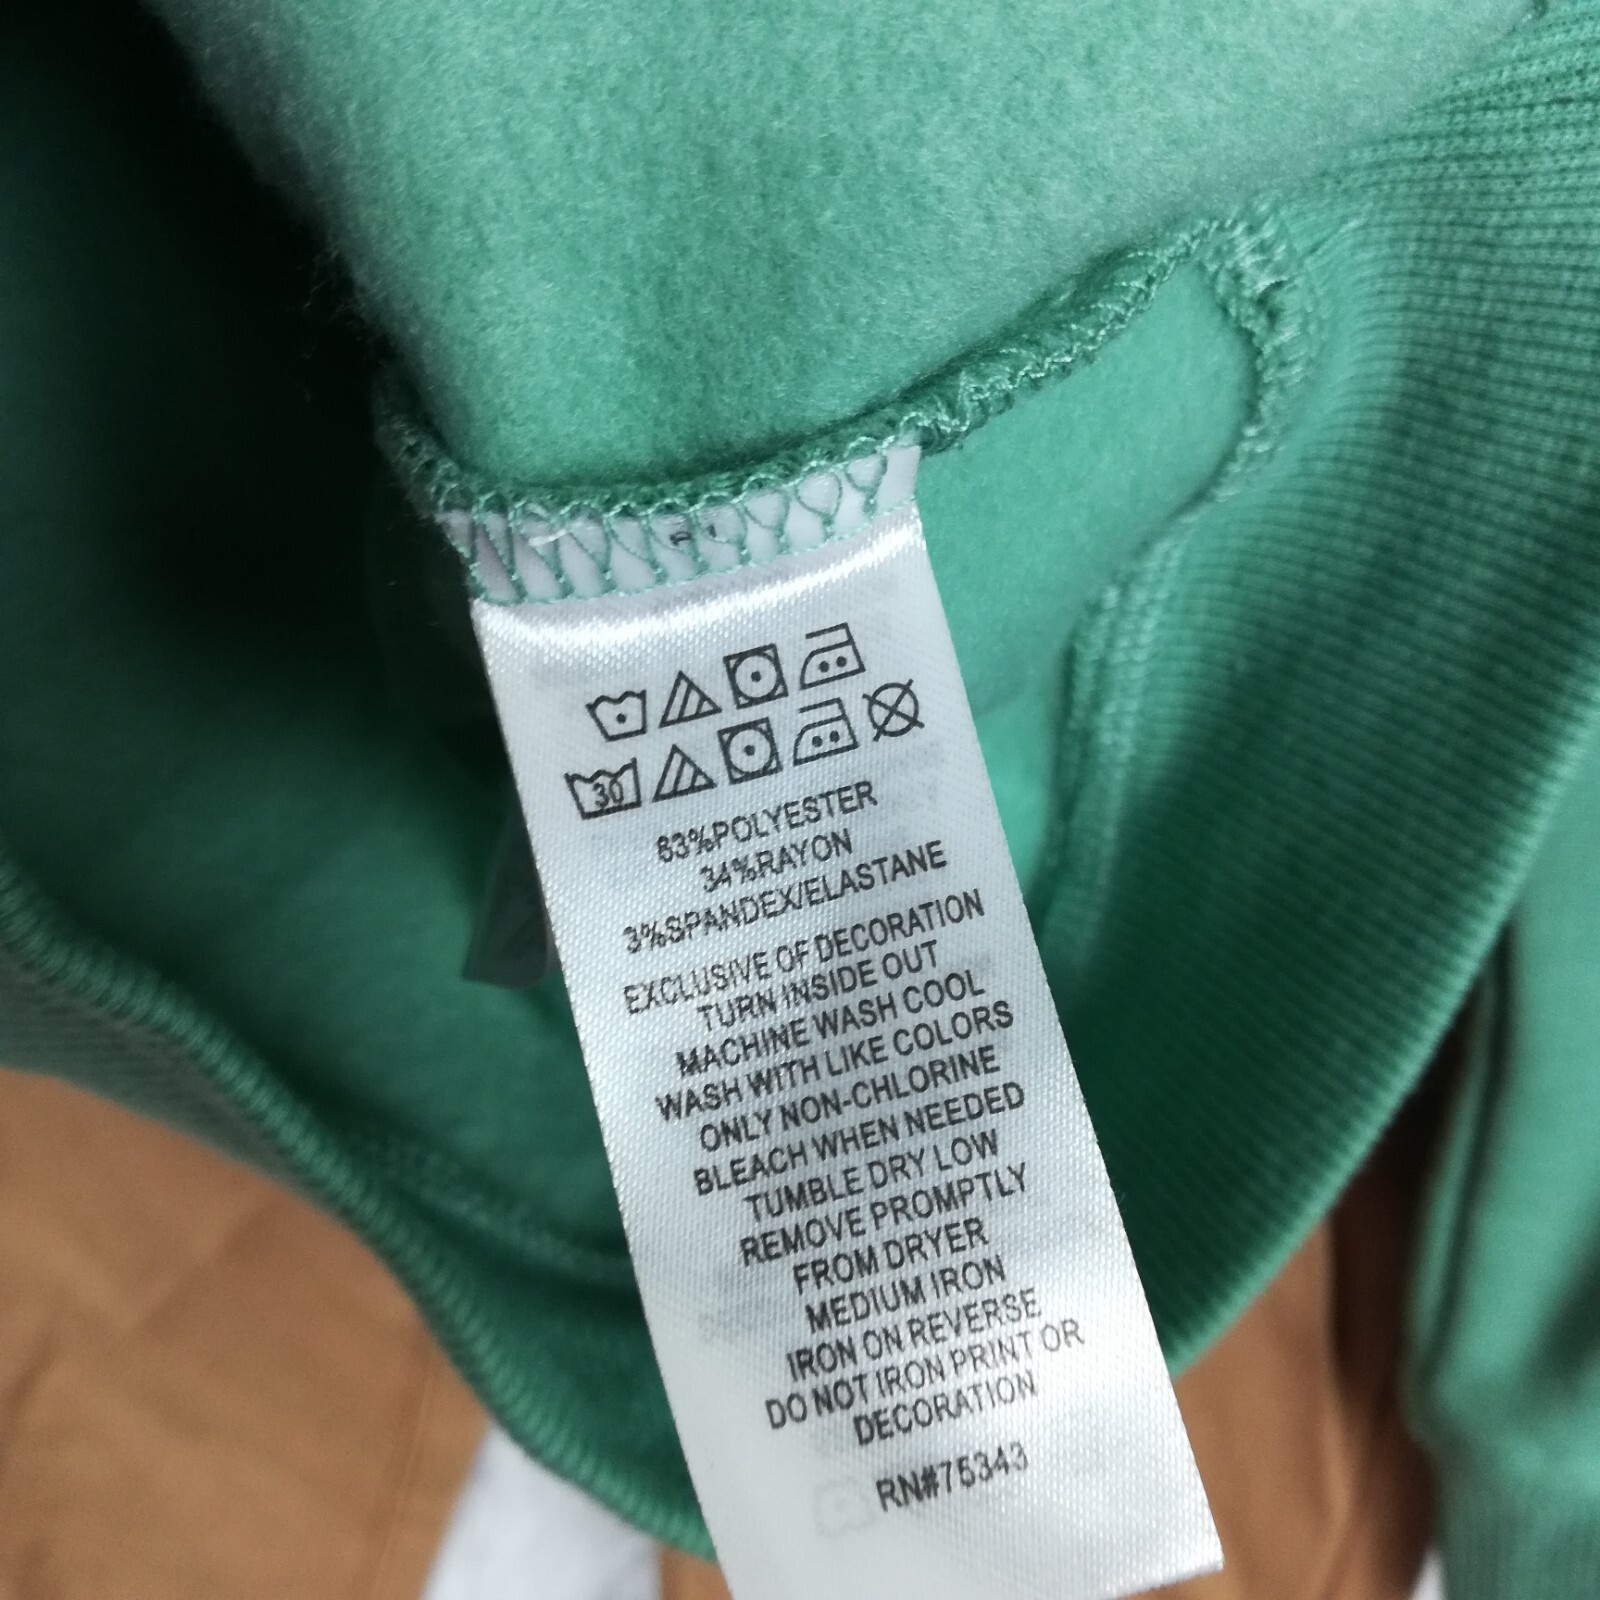 30
63%POLYESTER
34%RAYON
3%SPANDEX/ELASTANE
EXCLUSIVE OF DECORATION
TURN INSIDE OUT
MACHINE WASH COOL
WASH WITH LIKE COLORS
ONLY NON-CHLORINE
BLEACH WHEN NEEDED
TUMBLE DRY LOW
REMOVE PROMPTLY
FROM DRYER
MEDIUM IRON
IRON ON REVERSE
DO NOT IRON PRINT OR
DECORATION
RN#75343